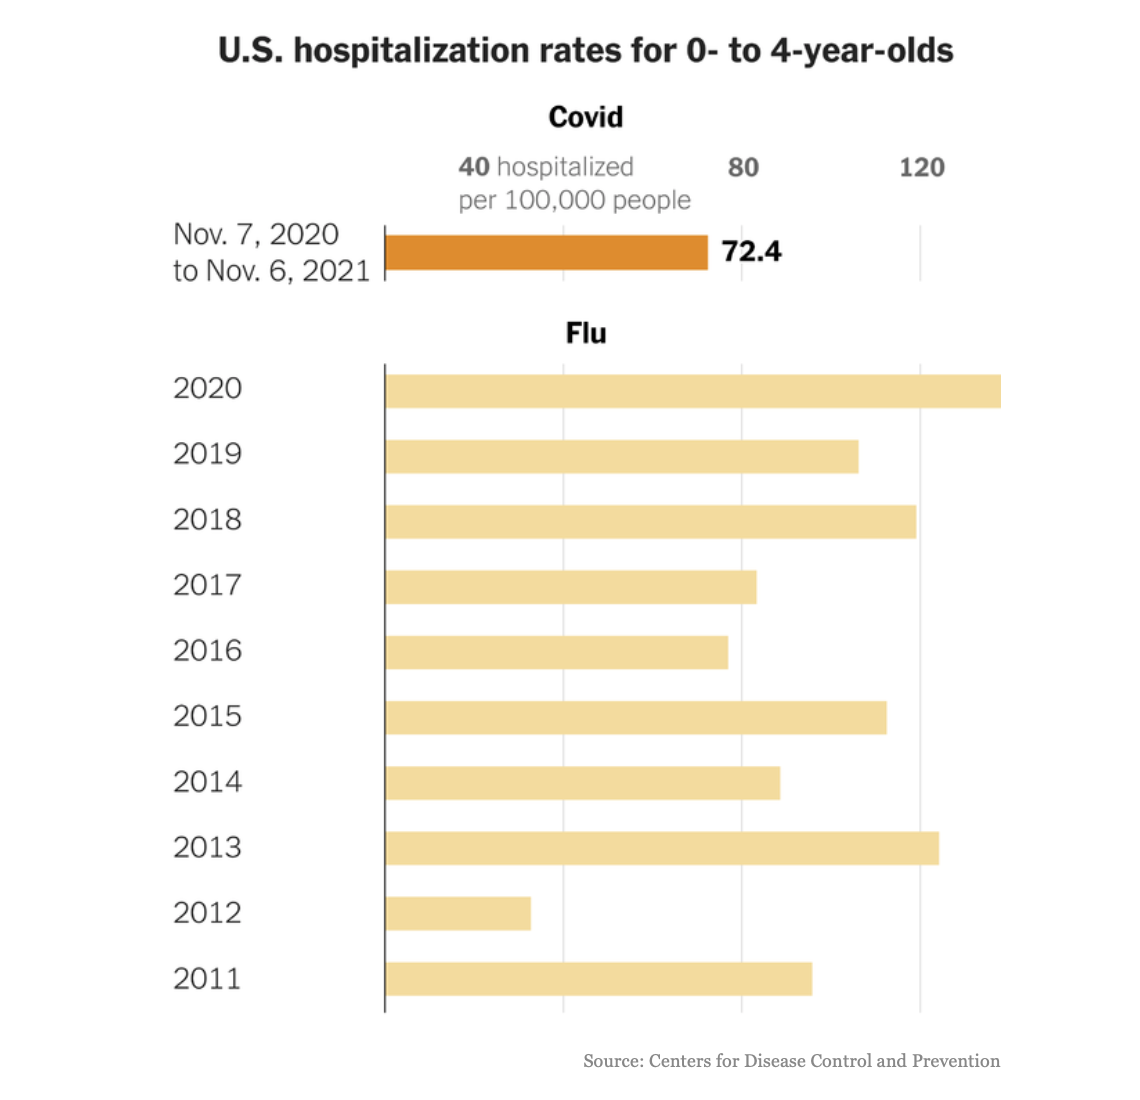 U.S. hospitalization rates for 0- to 4-year-olds
Covid
40 hospitalized 80 120
per 100,000 people
Nov. 7, 2020
to Nov. 6, 2021
72.4
Flu
2020
2019
2018
2017
2016
2015
2014
2013
2012
2011
Source: Centers for Disease Control and Prevention